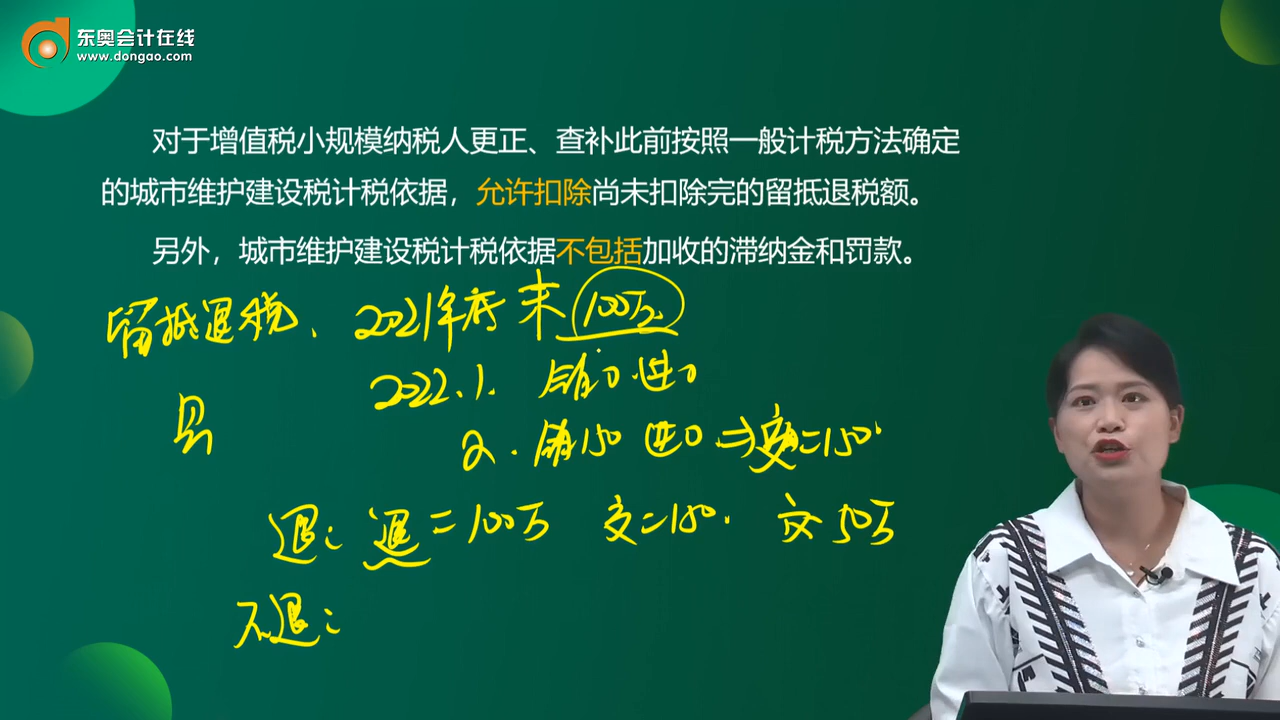 东奥会计在线
www.dongao.com
对于增值税小规模纳税人更正、查补此前按照一般计税方法确定
的城市维护建设税计税依据，允许扣除尚未扣除完的留抵退税额。
另外，城市维护建设税计税依据不包括加收的滞纳金和罚款。
留抵退税、2021年底 末 100万
2022.1. 销0 进0
2. 销150 进0 → 交=150
退: 退=100万 交=150. 交50万
不退: